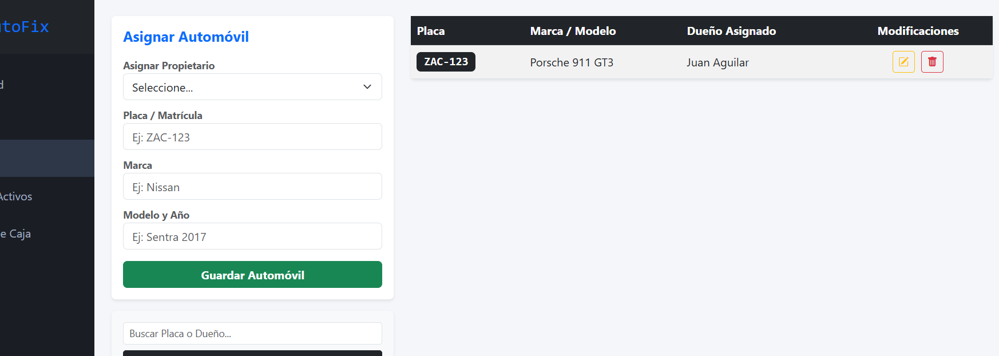 toFix
d
Activos
e Caja
Asignar Automóvil
Asignar Propietario
Seleccione...
Placa / Matrícula
Ej: ZAC-123
Marca
Ej: Nissan
Modelo y Año
Ej: Sentra 2017
Guardar Automóvil
Buscar Placa o Dueño...
Placa Marca / Modelo Dueño Asignado Modificaciones
ZAC-123 Porsche 911 GT3 Juan Aguilar